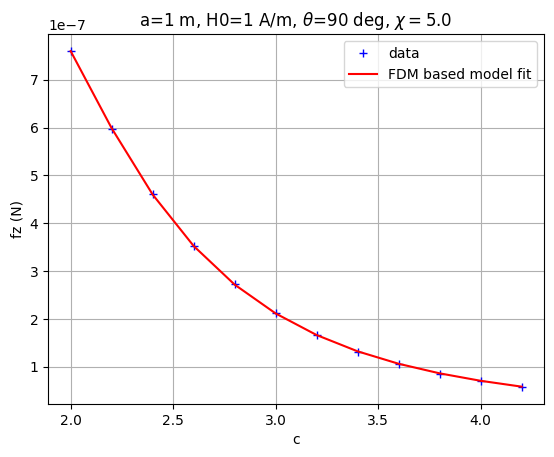 a=1 m, H0=1 A/m, θ=90 deg, χ = 5.0
1e−7
data
FDM based model fit
7
6
5
4
3
2
1
fz (N)
2.0 2.5 3.0 3.5 4.0
c